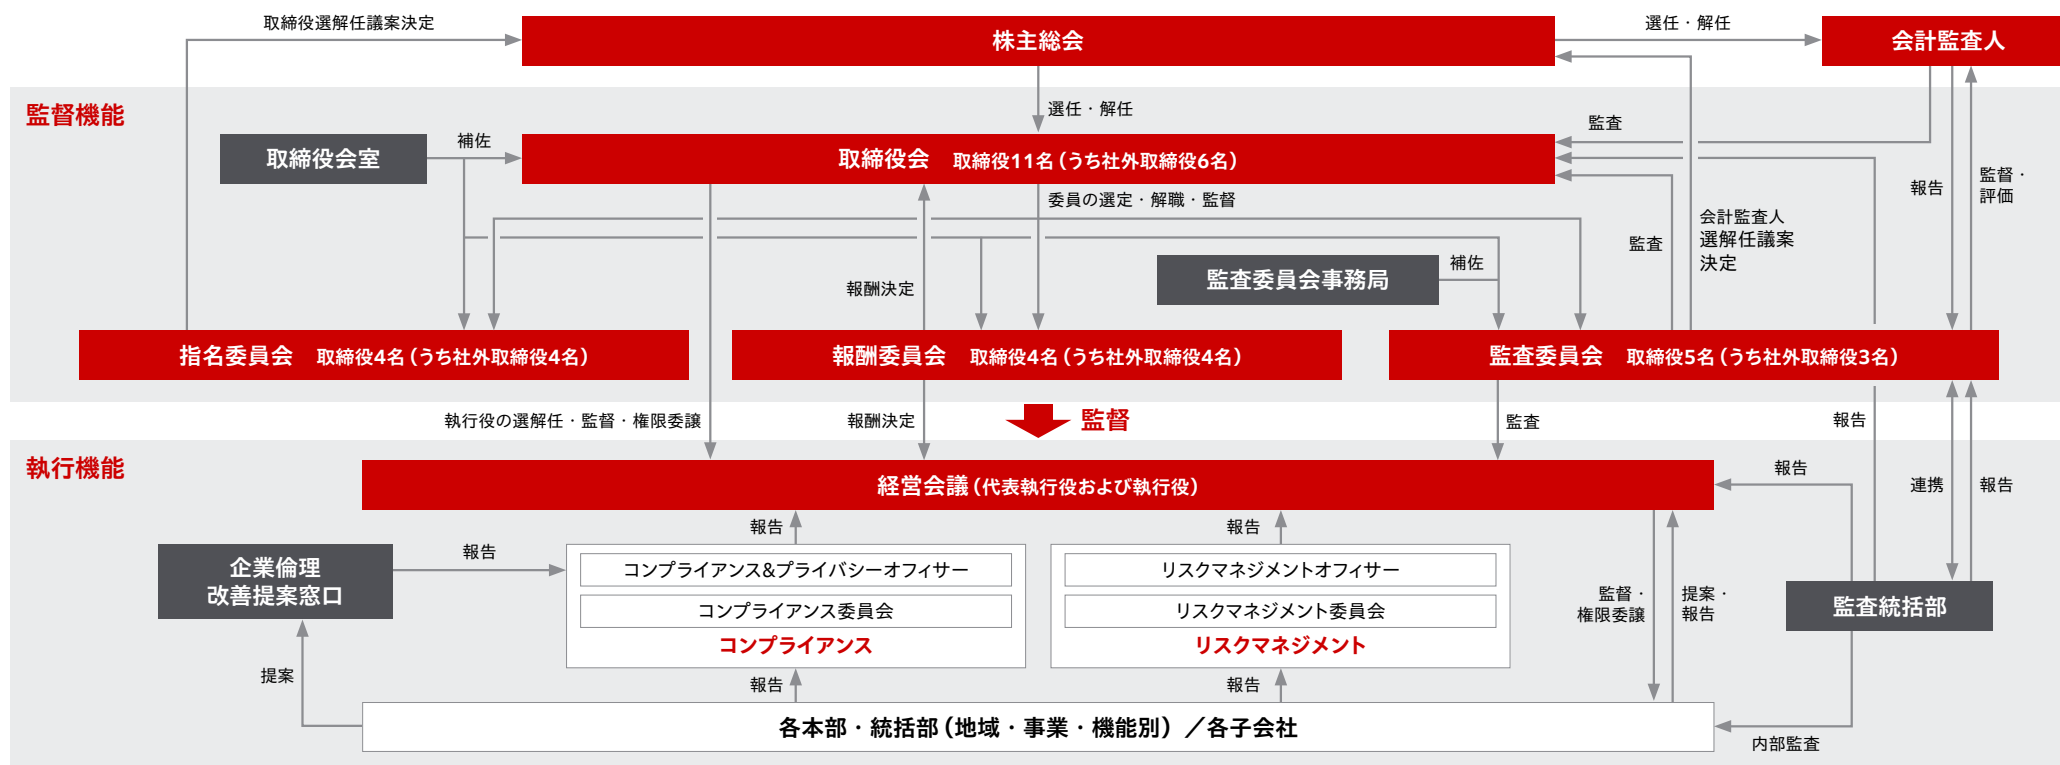 取締役選解任議案決定
株主総会
選任・解任
会計監査人
監督機能
選任・解任
監査
取締役会室
補佐
取締役会 取締役11名(うち社外取締役6名)
報告
監督・
評価
委員の選定・解職・監督
会計監査人
選解任議案
決定
監査
監査委員会事務局
補佐
報酬決定
指名委員会 取締役4名(うち社外取締役4名)
報酬委員会 取締役4名(うち社外取締役4名)
監査委員会 取締役5名(うち社外取締役3名)
執行役の選解任・監督・権限委譲
報酬決定
監督
監査
報告
執行機能
経営会議(代表執行役および執行役)
報告
連携
報告
報告
報告
企業倫理
改善提案窓口
報告
コンプライアンス&プライバシーオフィサー
コンプライアンス委員会
コンプライアンス
リスクマネジメントオフィサー
リスクマネジメント委員会
リスクマネジメント
監督・
権限委譲
提案・
報告
監査統括部
提案
報告
報告
各本部・統括部(地域・事業・機能別)/各子会社
内部監査